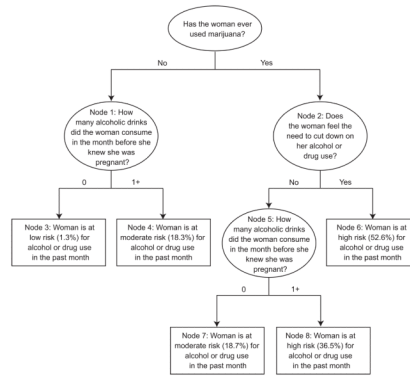 Has the woman ever
used marijuana?
No
Yes
Node 1: How
many alcoholic drinks
did the woman consume
in the month before she
knew she was
pregnant?
Node 2: Does
the woman feel the
need to cut down on
her alcohol or
drug use?
0
1+
No
Yes
Node 3: Woman is at
low risk (1.3%) for
alcohol or drug use
in the past month
Node 4: Woman is at
moderate risk (18.3%) for
alcohol or drug use
in the past month
Node 5: How
many alcoholic drinks
did the woman consume
in the month before she
knew she was
pregnant?
Node 6: Woman is at
high risk (52.6%) for
alcohol or drug use
in the past month
0
1+
Node 7: Woman is at
moderate risk (18.7%) for
alcohol or drug use
in the past month
Node 8: Woman is at
high risk (36.5%) for
alcohol or drug use
in the past month